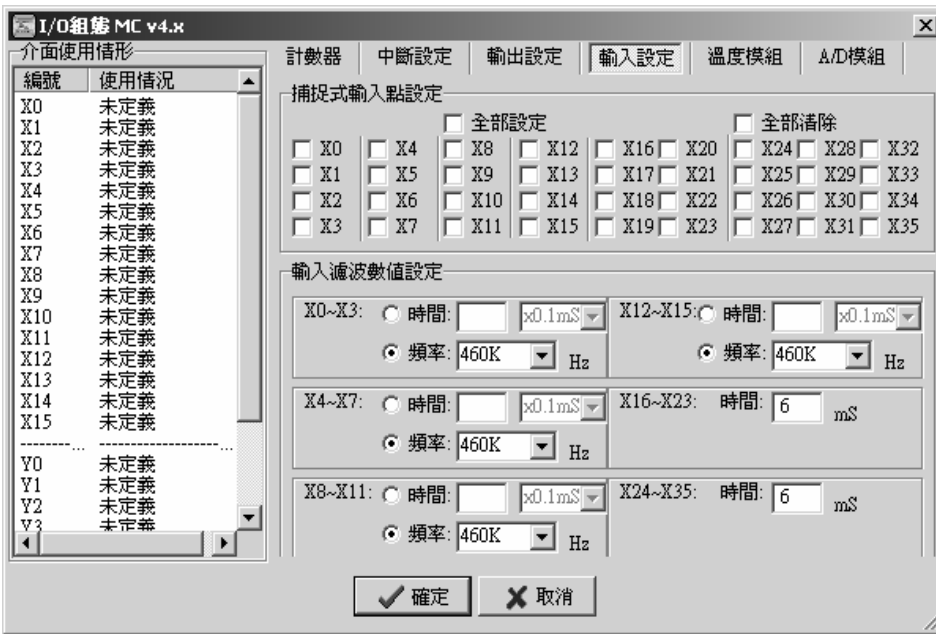 I/O組態 MC v4.x
介面使用情形
編號 使用情況
X0 未定義
X1 未定義
X2 未定義
X3 未定義
X4 未定義
X5 未定義
X6 未定義
X7 未定義
X8 未定義
X9 未定義
X10 未定義
X11 未定義
X12 未定義
X13 未定義
X14 未定義
X15 未定義
--------... ------------------...
Y0 未定義
Y1 未定義
Y2 未定義
Y3 未定義
計數器 中斷設定 輸出設定 輸入設定 溫度模組 A/D模組
捕捉式輸入點設定
全部設定 全部清除
X0 X4 X8 X12 X16 X20 X24 X28 X32
X1 X5 X9 X13 X17 X21 X25 X29 X33
X2 X6 X10 X14 X18 X22 X26 X30 X34
X3 X7 X11 X15 X19 X23 X27 X31 X35
輸入濾波數值設定
X0~X3: 時間: x0.1mS
頻率: 460K Hz
X12~X15: 時間: x0.1mS
頻率: 460K Hz
X4~X7: 時間: x0.1mS
頻率: 460K Hz
X16~X23: 時間: 6 mS
X8~X11: 時間: x0.1mS
頻率: 460K Hz
X24~X35: 時間: 6 mS
確定 取消